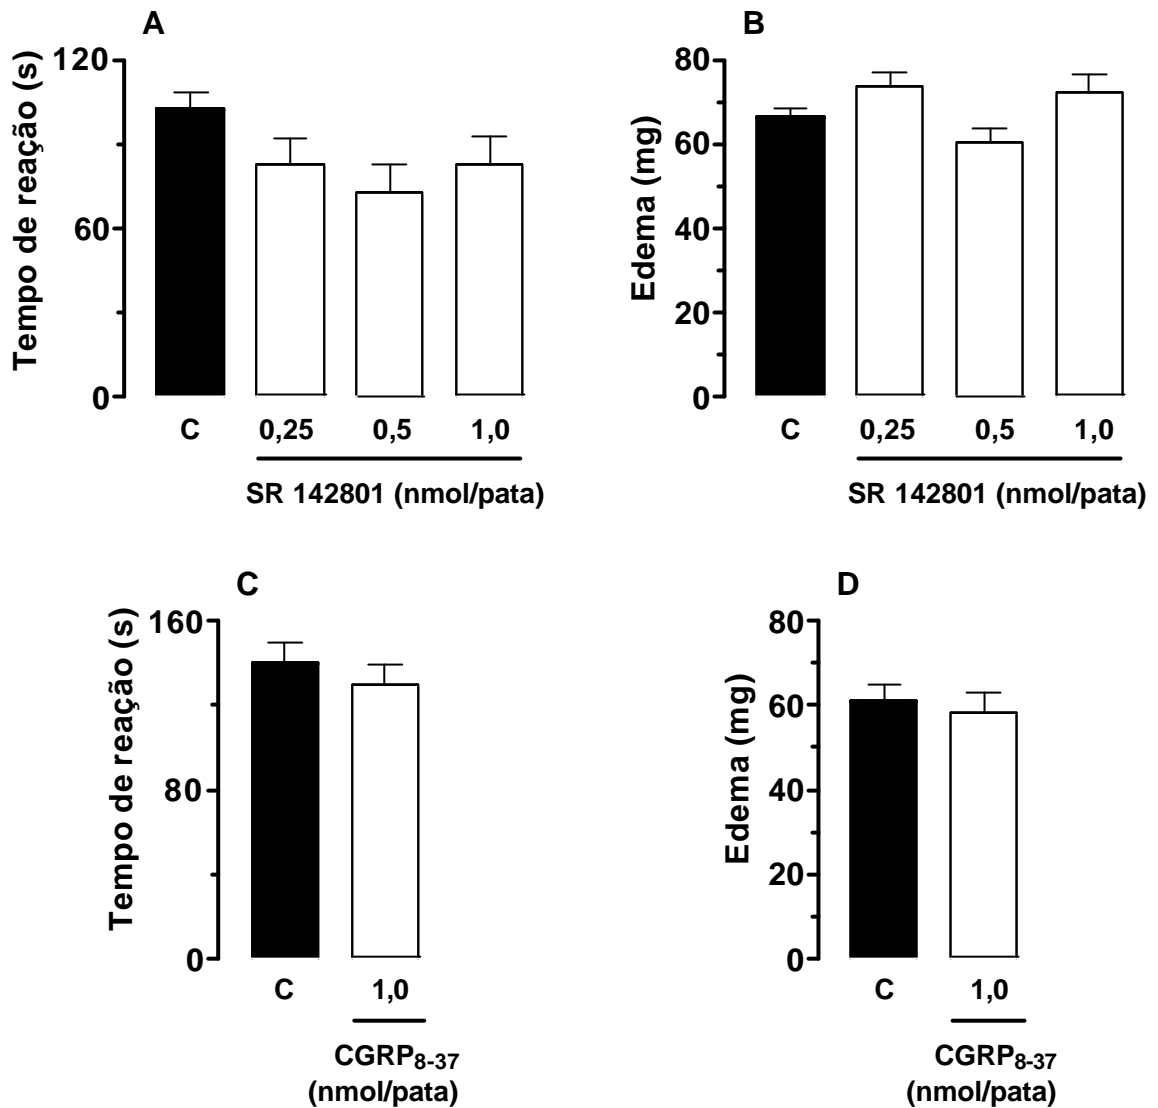 A
Tempo de reação (s)
120
60
0
C 0,25 0,5 1,0
SR 142801 (nmol/pata)
B
Edema (mg)
80
60
40
20
0
C 0,25 0,5 1,0
SR 142801 (nmol/pata)
C
Tempo de reação (s)
160
80
0
C 1,0
CGRP8-37
(nmol/pata)
D
Edema (mg)
80
60
40
20
0
C 1,0
CGRP8-37
(nmol/pata)